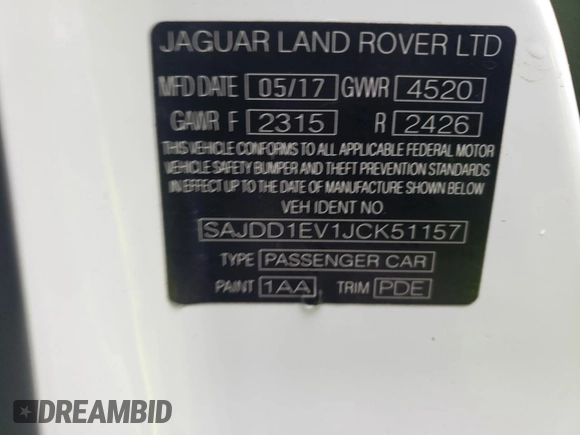 JAGUAR LAND ROVER LTD
MFD DATE 05/17 GVWR 4520
GAWR F 2315 R 2426
THIS VEHICLE CONFORMS TO ALL APPLICABLE FEDERAL MOTOR
VEHICLE SAFETY BUMPER AND THEFT PREVENTION STANDARDS
IN EFFECT UP TO THE DATE OF MANUFACTURE SHOWN BELOW
VEH IDENT NO.
SAJDD1EV1JCK51157
TYPE PASSENGER CAR
PAINT 1AA TRIM PDE
DREAMBID